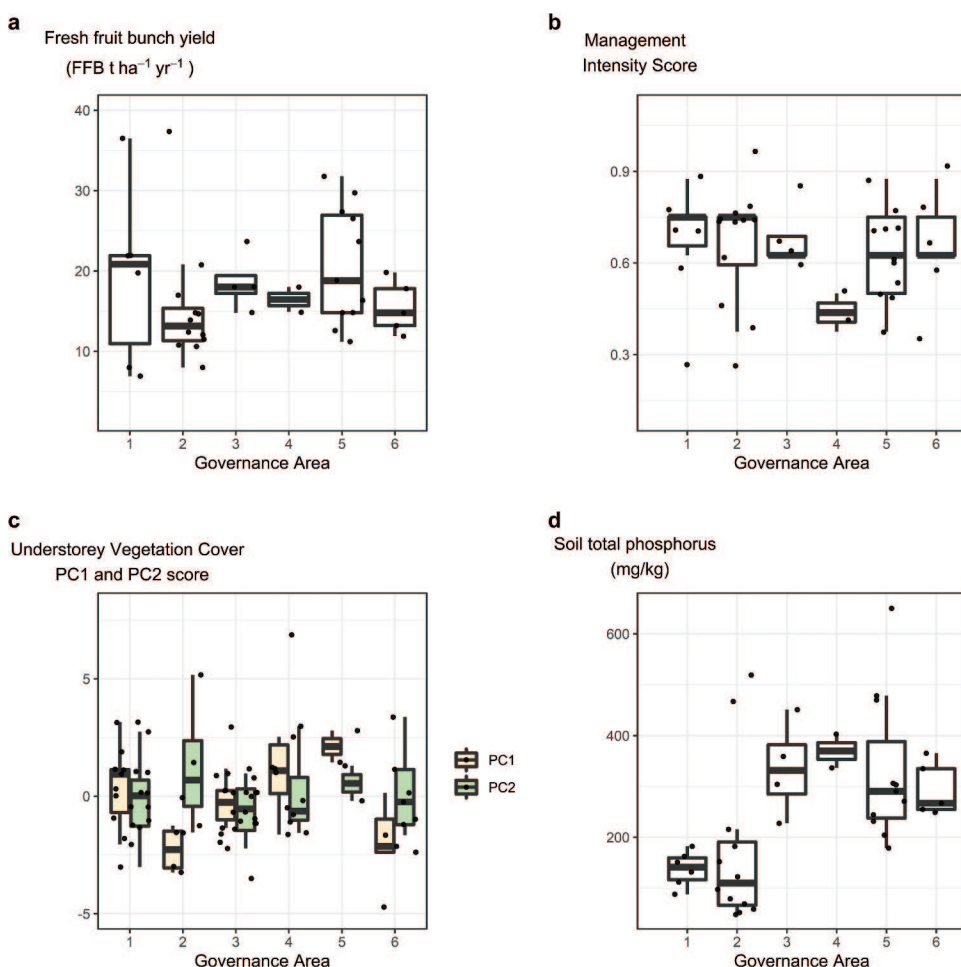 a
Fresh fruit bunch yield
(FFB t ha⁻¹ yr⁻¹ )
40
30
20
10
1 2 3 4 5 6
Governance Area
b
Management
Intensity Score
0.9
0.6
0.3
1 2 3 4 5 6
Governance Area
c
Understorey Vegetation Cover
PC1 and PC2 score
5
0
-5
1 2 3 4 5 6
Governance Area
PC1
PC2
d
Soil total phosphorus
(mg/kg)
600
400
200
1 2 3 4 5 6
Governance Area